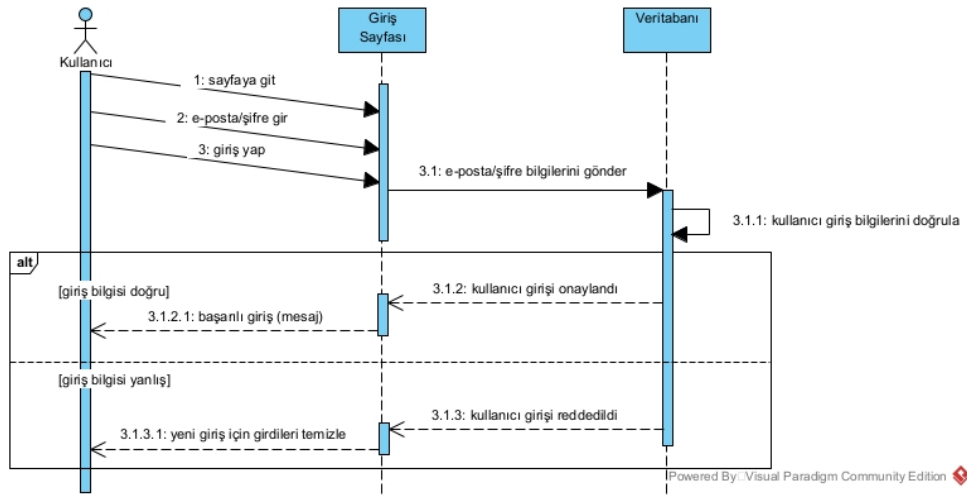 Kullanıcı
Giriş
Sayfası
Veritabanı
1: sayfaya git
2: e-posta/şifre gir
3: giriş yap
3.1: e-posta/şifre bilgilerini gönder
3.1.1: kullanıcı giriş bilgilerini doğrula
alt
[giriş bilgisi doğru]
3.1.2: kullanıcı girişi onaylandı
3.1.2.1: başarılı giriş (mesaj)
[giriş bilgisi yanlış]
3.1.3: kullanıcı girişi reddedildi
3.1.3.1: yeni giriş için girdileri temizle
Powered By Visual Paradigm Community Edition